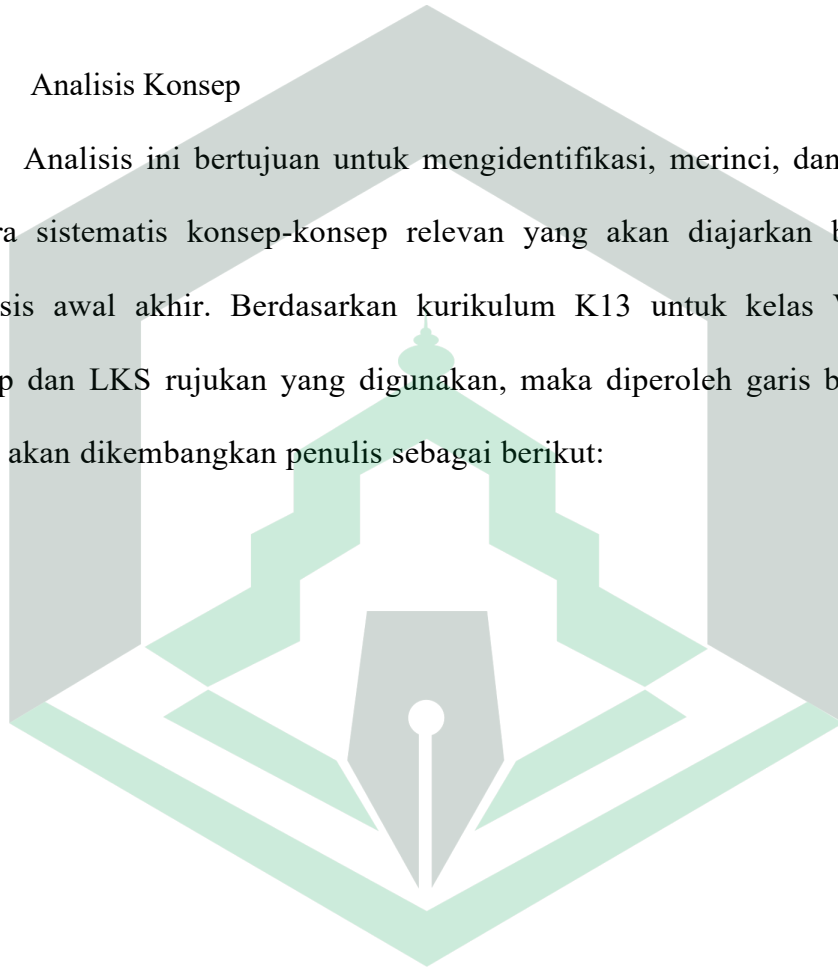 Analisis Konsep
Analisis ini bertujuan untuk mengidentifikasi, merinci, dan
sistematis konsep-konsep relevan yang akan diajarkan
awal akhir. Berdasarkan kurikulum K13 untuk kelas
dan LKS rujukan yang digunakan, maka diperoleh garis
akan dikembangkan penulis sebagai berikut: